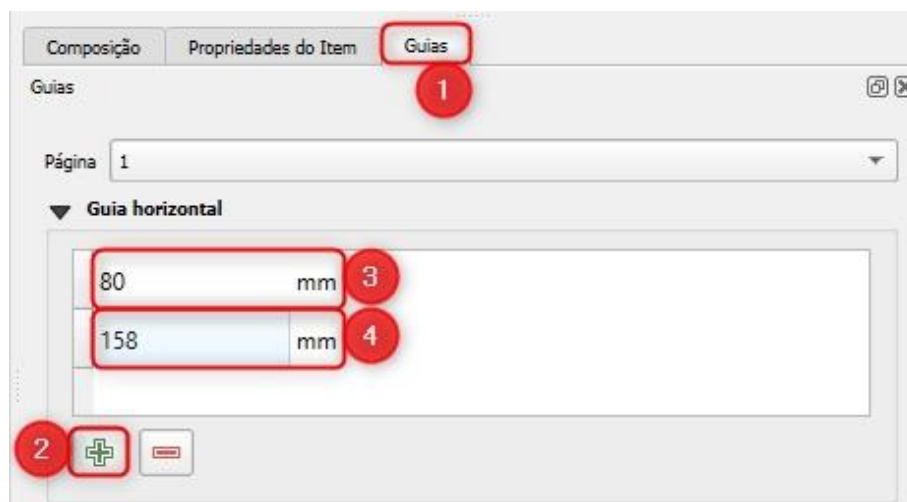 Composição Propriedades do Item Guias
1
Guias
Página 1
Guia horizontal
80 mm 3
158 mm 4
2